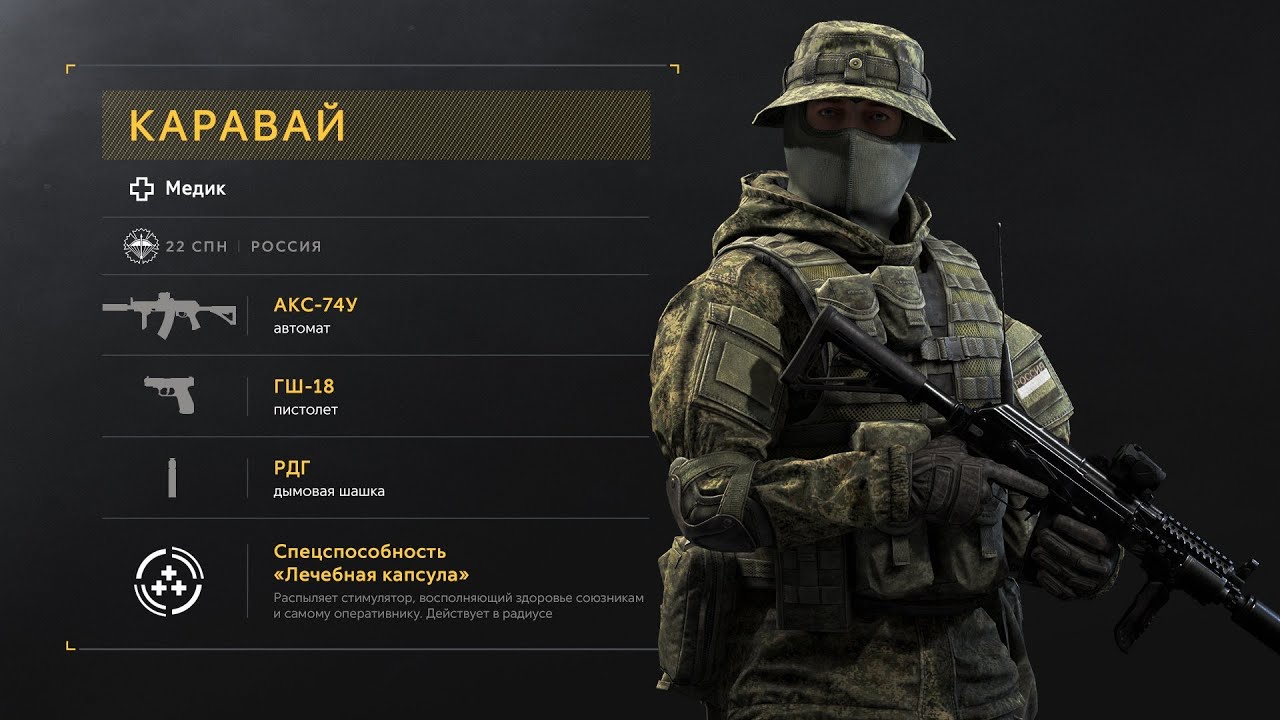 КАРАВАЙ
Медик
22 СПН | РОССИЯ
АКС-74У
автомат
ГШ-18
пистолет
РДГ
дымовая шашка
Спецспособность
«Лечебная капсула»
Распыляет стимулятор, восполняющий здоровье союзникам
и самому оперативнику. Действует в радиусе
РОССИЯ